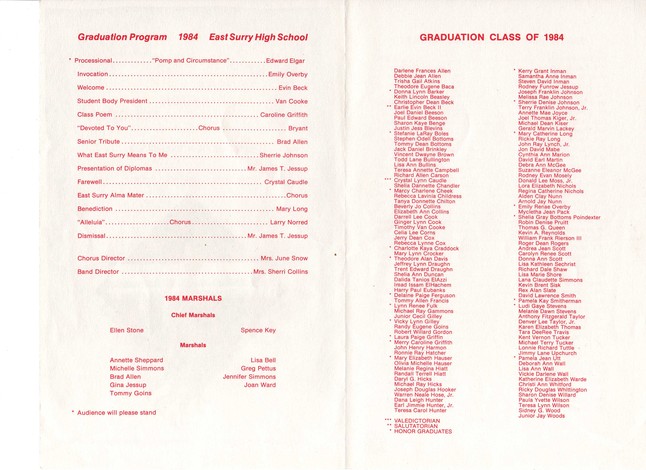 Graduation Program 1984 East Surry High School
* Processional............"Pomp and Circumstance"...........Edward Elgar
Invocation................................................Emily Overby
Welcome...................................................Evin Beck
Student Body President....................................Van Cooke
Class Poem................................................Caroline Griffith
"Devoted To You"....................Chorus....................Bryant
Senior Tribute............................................Brad Allen
What East Surry Means To Me...............................Sherrie Johnson
Presentation of Diplomas..................................Mr. James T. Jessup
Farewell..................................................Crystal Caudle
East Surry Alma Mater.....................................Chorus
Benediction...............................................Mary Long
"Alleluia"....................Chorus....................Larry Norred
Dismissal.................................................Mr. James T. Jessup
Chorus Director...........................................Mrs. June Snow
Band Director.............................................Mrs. Sherri Collins
1984 MARSHALS
Chief Marshals
Ellen Stone Spence Key
Marshals
Annette Sheppard Lisa Bell
Michelle Simmons Greg Pettus
Brad Allen Jennifer Simmons
Gina Jessup Joan Ward
Tommy Goins
* Audience will please stand
GRADUATION CLASS OF 1984
Darlene Frances Allen
Debbie Jean Allen
Trisha Gail Atkins
Theodore Eugene Baca
* Donna Lynn Barker
Keith Lincoln Beasley
Christopher Dean Beck
** Earlie Evin Beck II
Joel Daniel Beeson
Paul Edward Beeson
Sharon Kaye Benge
Justin Jess Blevins
* Stefanie LaRay Boles
Stephen Odell Bottoms
Tommy Dean Bottoms
Jack Daniel Brinkley
Vincent Dwayne Brown
Todd Lane Bullington
Lisa Ann Bullins
Teresa Annette Campbell
Richard Allen Carson
*** Crystal Lynn Caudle
Shelia Dannette Chandler
* Marcy Charlene Cheek
Rebecca Lavinia Childress
Tanya Donnette Chilton
Beverly Jo Collins
Elizabeth Ann Collins
Darrell Lee Cook
Ginger Lynn Cook
Timothy Van Cooke
Celia Lee Corns
Jerry Dean Cox
Rebecca Lynne Cox
* Charlotte Kaye Craddock
Mary Lynn Crocker
* Theodore Alan Davis
Jeffrey Lynn Draughn
Trent Edward Draughn
Shelia Ann Duncan
Dalida Tanios ElAzzi
Imad Issam ElHachem
Harry Paul Eubanks
* Delaine Paige Ferguson
* Tommy Allen Francis
* Lynn Renee Fulk
Michael Ray Gammons
Junior Cecil Gilley
* Vicky Lynn Gilley
Randy Eugene Goins
Robert Willard Gordon
* Laura Paige Griffin
* Mary Caroline Griffith
John Henry Harmon
Ronnie Ray Hatcher
* Mary Elizabeth Hauser
Olivia Michelle Hauser
Melanie Regina Hiatt
Randall Terrell Hiatt
Daryl G. Hicks
Michael Ray Hicks
Joseph Douglas Hooker
Warren Neale Hose, Jr.
Dana Leigh Hunter
Earl Jimmie Hunter, Jr.
Teresa Carol Hunter
*** VALEDICTORIAN
** SALUTATORIAN
* HONOR GRADUATES
* Kerry Grant Inman
Samantha Anne Inman
Steven David Inman
Rodney Funrow Jessup
Joseph Franklin Johnson
Melissa Rae Johnson
* Sherrie Denise Johnson
Terry Franklin Johnson, Jr.
Annette Mae Joyce
Joel Thomas Kiger, Jr.
Michael Dean Kiser
Gerald Marvin Lackey
* Mary Catherine Long
Rickie Ray Long
John Ray Lynch, Jr.
Jon David Mabe
Cynthia Ann Marion
David Earl Martin
Debra Ann McGee
Suzanne Eleanor McGee
Rodney Evan Mosely
Donald Lee Moss, Jr.
Lora Elizabeth Nichols
Regina Catherine Nichols
Aiden Clay Nunn
Arnold Jay Nunn
* Emily Renae Overby
Mycletha Jean Pack
* Shelia Gray Bottoms Poindexter
Robin Denise Pruitt
Thomas G. Queen
Kevin A. Reynolds
William Frank Rierson III
Roger Dean Rogers
Andrea Jean Scott
Carolyn Renee Scott
Donna Ann Scott
Lisa Kathleen Sechrist
Richard Dale Shaw
Lisa Marie Shore
Lana Claudette Simmons
Kevin Brent Sisk
Rex Alan Slate
David Lawrence Smith
* Pamela Kay Smitherman
* Ludi Gaye Stevens
Melanie Dawn Stevens
Anthony Fitzgerald Taylor
Denver Lee Taylor, Jr.
Karen Elizabeth Thomas
Tara DesRee Travis
Kent Vernon Tucker
Michael Terry Tucker
Lonnie Richard Tuttle
Jimmy Lane Upchurch
* Pamela Jean Utt
Deborah Ann Wall
Lisa Ann Wall
Vickie Darlene Wall
Katherine Elizabeth Warde
Christi Ann Whitford
Ricky Douglas Whittington
Sharon Denise Willard
Paula Yvette Wilson
Teresa Lynn Wilson
Sidney G. Wood
Junior Jay Woods